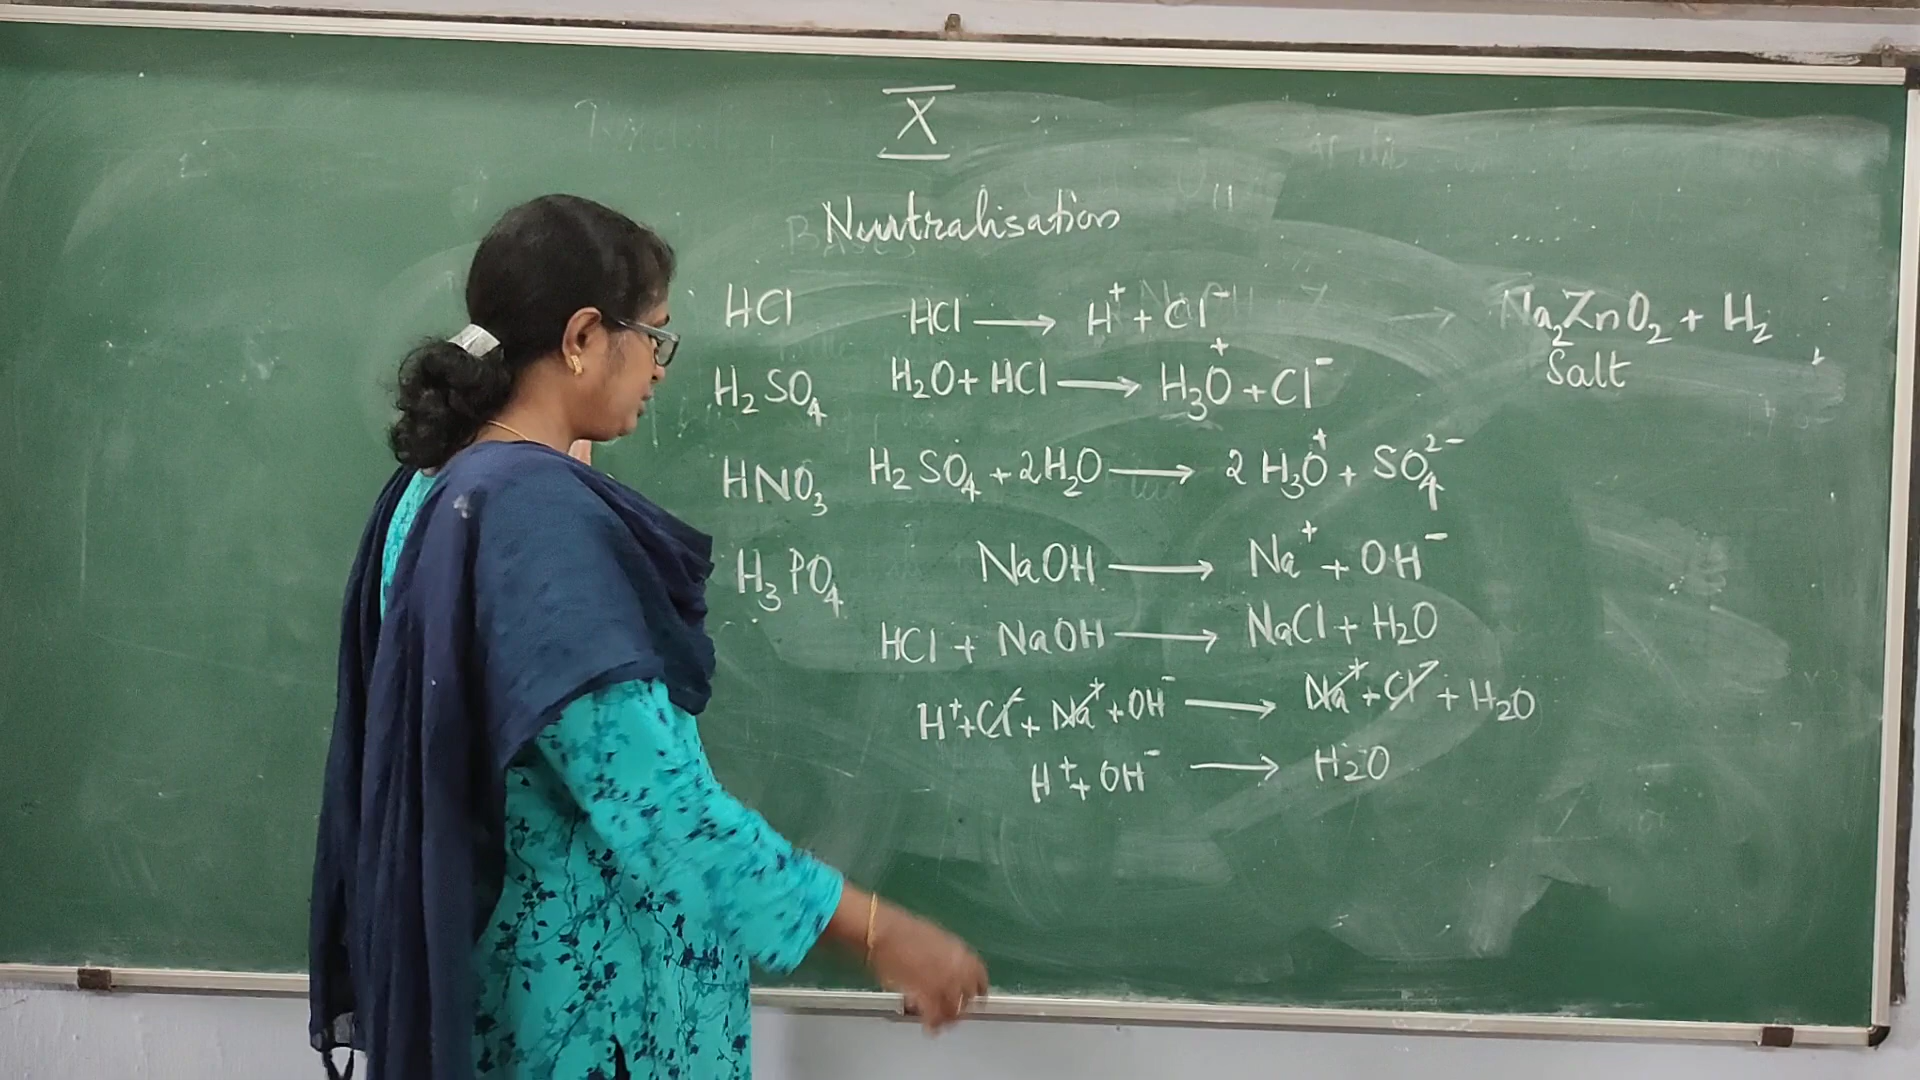 X
Neutralisation
HCl HCl → H⁺ + Cl⁻ → Na₂ZnO₂ + H₂
Salt
H₂SO₄ H₂O + HCl → H₃O⁺ + Cl⁻
HNO₃ H₂SO₄ + 2H₂O → 2H₃O⁺ + SO₄²⁻
H₃PO₄ NaOH → Na⁺ + OH⁻
HCl + NaOH → NaCl + H₂O
H⁺ + Cl⁻ + Na⁺ + OH⁻ → Na⁺ + Cl⁻ + H₂O
H⁺ + OH⁻ → H₂O